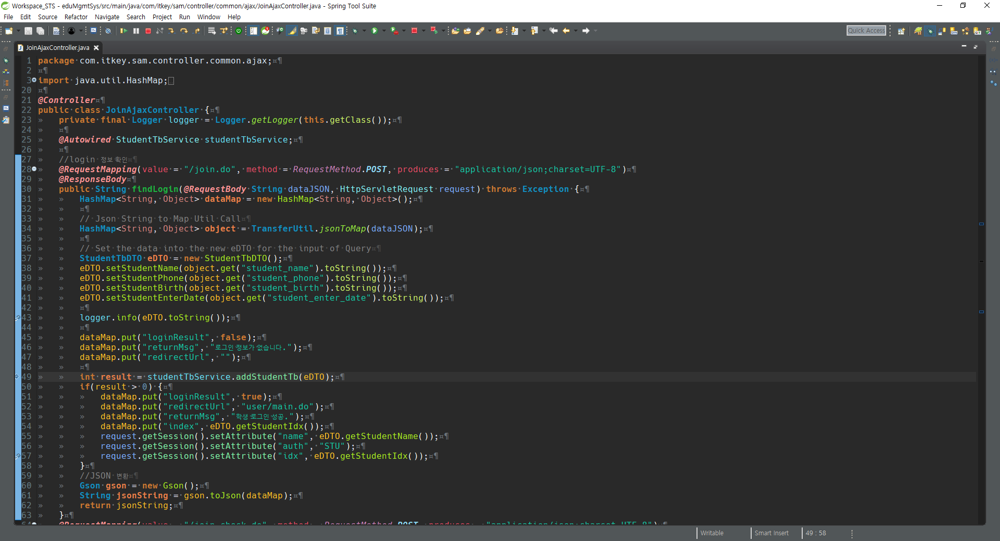 Workspace_STS - eduMgmtSys/src/main/java/com/itkey/sam/controller/common/ajax/JoinAjaxController.java - Spring Tool Suite
File Edit Source Refactor Navigate Search Project Run Window Help
Quick Access
JoinAjaxController.java
1 package com.itkey.sam.controller.common.ajax;
2
3 import java.util.HashMap;
20
21 @Controller
22 public class JoinAjaxController {
23 private final Logger logger = Logger.getLogger(this.getClass());
24
25 @Autowired StudentTbService studentTbService;
26
27 //login 정보 확인
28 @RequestMapping(value = "/join.do", method = RequestMethod.POST, produces = "application/json;charset=UTF-8")
29 @ResponseBody
30 public String findLogin(@RequestBody String dataJSON, HttpServletRequest request) throws Exception {
31 HashMap<String, Object> dataMap = new HashMap<String, Object>();
32
33 // Json String to Map Util Call
34 HashMap<String, Object> object = TransferUtil.jsonToMap(dataJSON);
35
36 // Set the data into the new eDTO for the input of Query
37 StudentTbDTO eDTO = new StudentTbDTO();
38 eDTO.setStudentName(object.get("student_name").toString());
39 eDTO.setStudentPhone(object.get("student_phone").toString());
40 eDTO.setStudentBirth(object.get("student_birth").toString());
41 eDTO.setStudentEnterDate(object.get("student_enter_date").toString());
42
43 logger.info(eDTO.toString());
44
45 dataMap.put("loginResult", false);
46 dataMap.put("returnMsg", "로그인 정보가 없습니다.");
47 dataMap.put("redirectUrl", "");
48
49 int result = studentTbService.addStudentTb(eDTO);
50 if(result > 0) {
51 dataMap.put("loginResult", true);
52 dataMap.put("redirectUrl", "user/main.do");
53 dataMap.put("returnMsg", "학생 로그인 성공.");
54 dataMap.put("index", eDTO.getStudentIdx());
55 request.getSession().setAttribute("name", eDTO.getStudentName());
56 request.getSession().setAttribute("auth", "STU");
57 request.getSession().setAttribute("idx", eDTO.getStudentIdx());
58 }
59 //JSON 변환
60 Gson gson = new Gson();
61 String jsonString = gson.toJson(dataMap);
62 return jsonString;
63 }
64 @RequestMapping(value = "/join_check.do", method = RequestMethod.POST, produces = "application/json;charset=UTF-8")
Writable Smart Insert 49 : 58